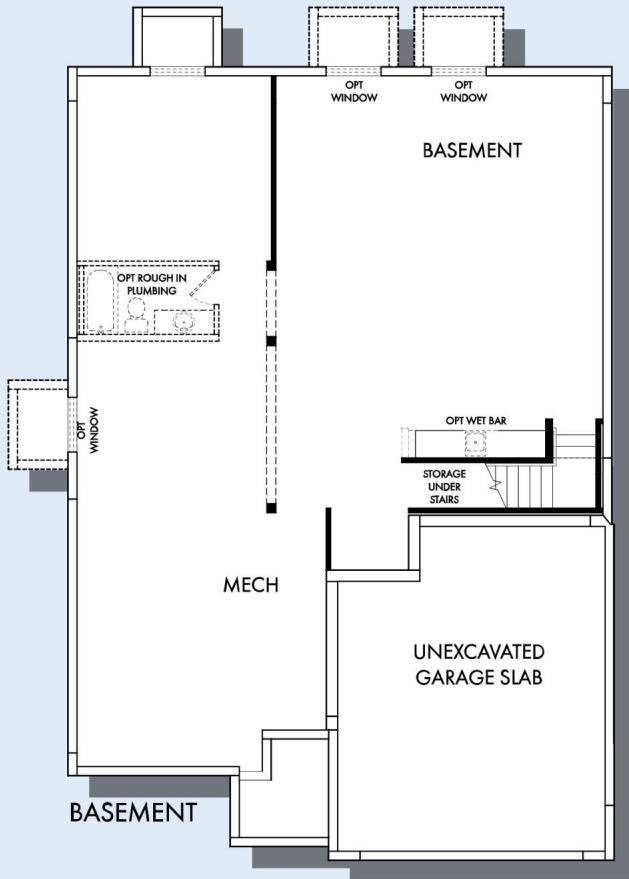 OPT
WINDOW
OPT
WINDOW
BASEMENT
OPT ROUGH IN
PLUMBING
OPT
WINDOW
OPT WET BAR
STORAGE
UNDER
STAIRS
MECH
UNEXCAVATED
GARAGE SLAB
BASEMENT